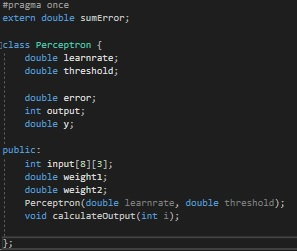 #pragma once
extern double sumError;
class Perceptron {
double learnrate;
double threshold;
double error;
int output;
double y;
public:
int input[8][3];
double weight1;
double weight2;
Perceptron(double learnrate, double threshold);
void calculateOutput(int i);
};